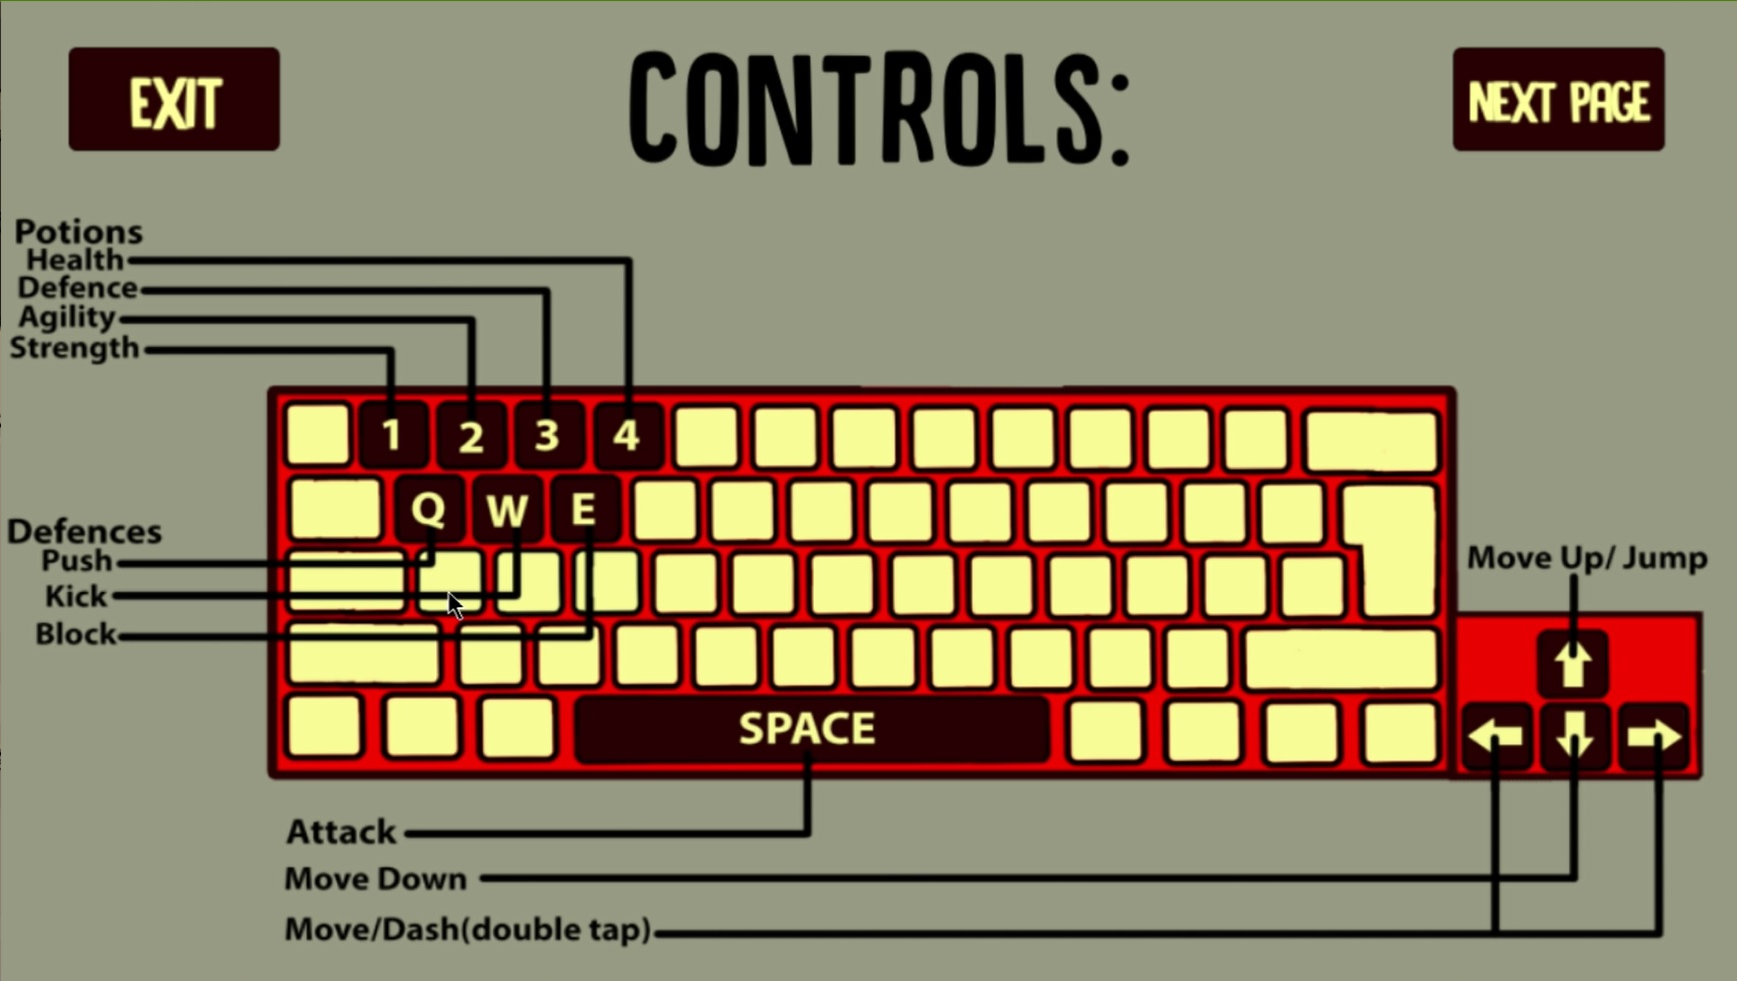 EXIT
CONTROLS:
NEXT PAGE
Potions
Health
Defence
Agility
Strength
1 2 3 4
Q W E
Defences
Push
Kick
Block
Move Up/ Jump
SPACE
Attack
Move Down
Move/Dash(double tap)